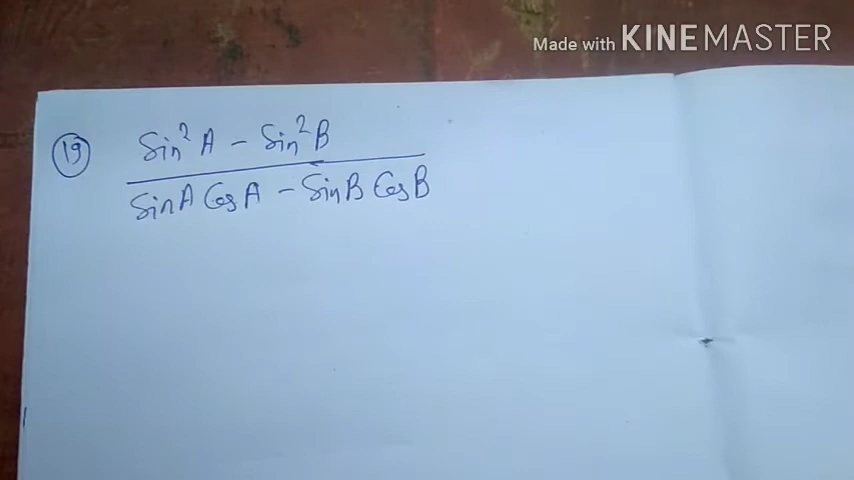 Made with KINEMASTER
19 Sin²A - Sin²B
SinA CosA - SinB CosB